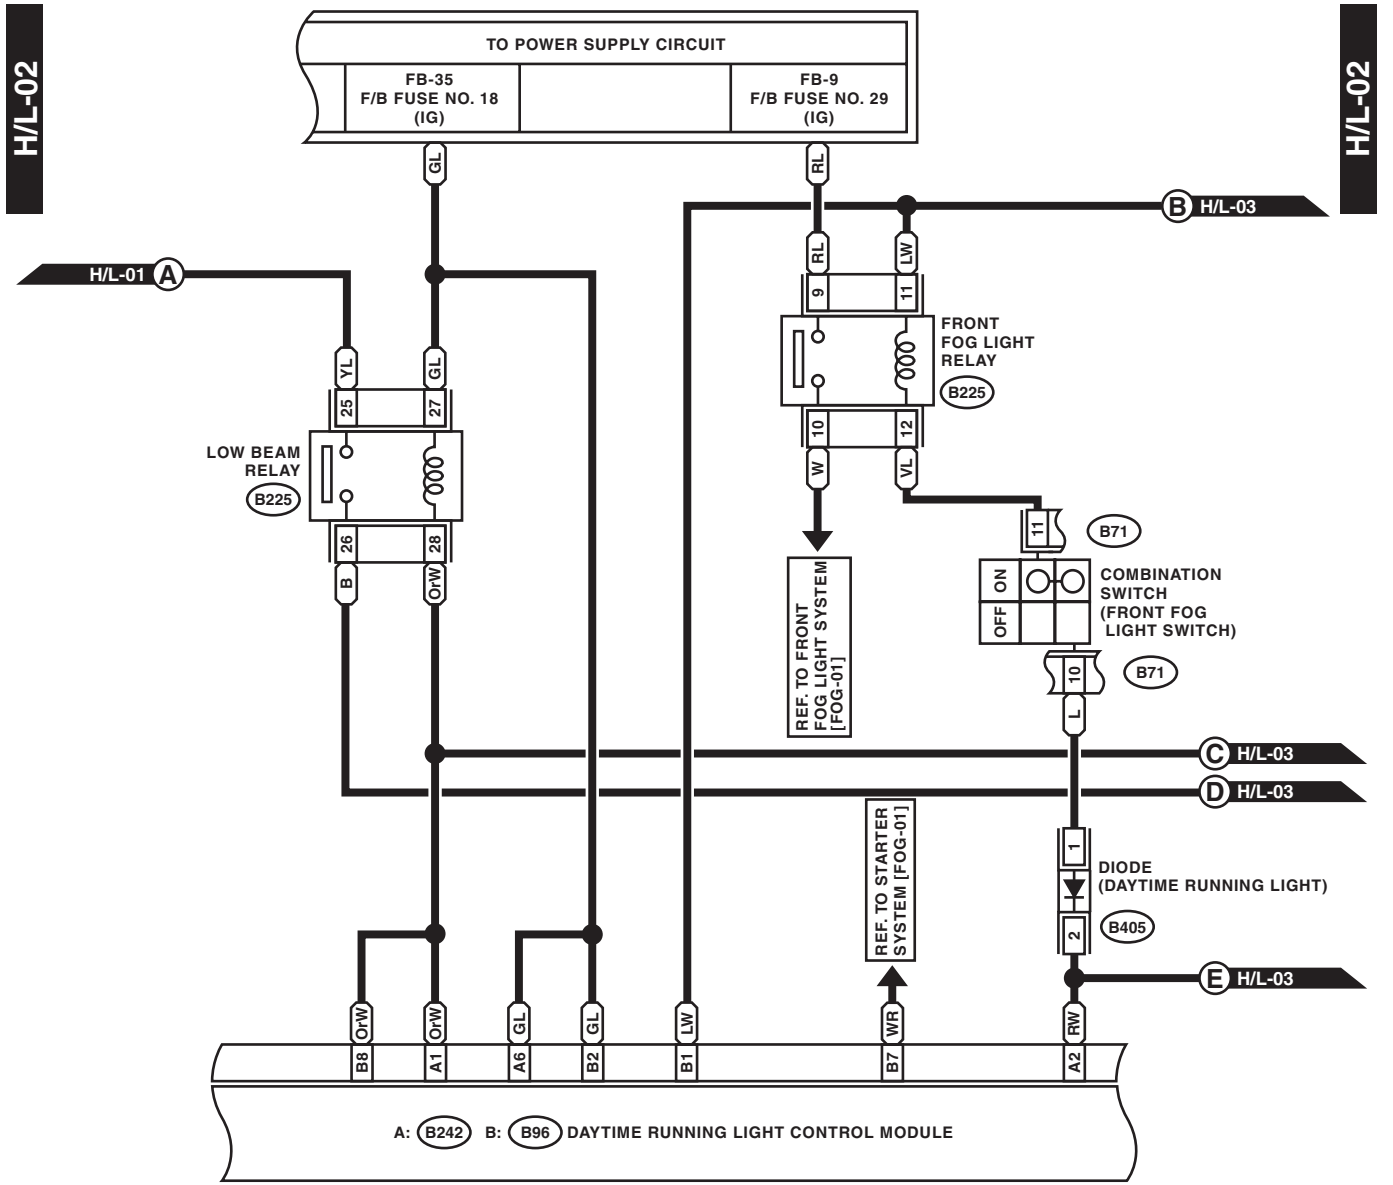 H/L-02
H/L-02
TO POWER SUPPLY CIRCUIT
FB-35
F/B FUSE NO. 18
(IG)
FB-9
F/B FUSE NO. 29
(IG)
GL
RL
B H/L-03
RL
LW
H/L-01 A
9
11
FRONT
FOG LIGHT
RELAY
B225
YL
GL
25
27
10
12
LOW BEAM
RELAY
B225
W
VL
26
28
B
OrW
11
B71
REF. TO FRONT
FOG LIGHT SYSTEM
[FOG-01]
ON
OFF
COMBINATION
SWITCH
(FRONT FOG
LIGHT SWITCH)
10
B71
L
C H/L-03
D H/L-03
REF. TO STARTER
SYSTEM [FOG-01]
1
DIODE
(DAYTIME RUNNING LIGHT)
2
B405
E H/L-03
OrW
OrW
GL
GL
LW
WR
RW
B8
A1
A6
B2
B1
B7
A2
A: B242 B: B96 DAYTIME RUNNING LIGHT CONTROL MODULE